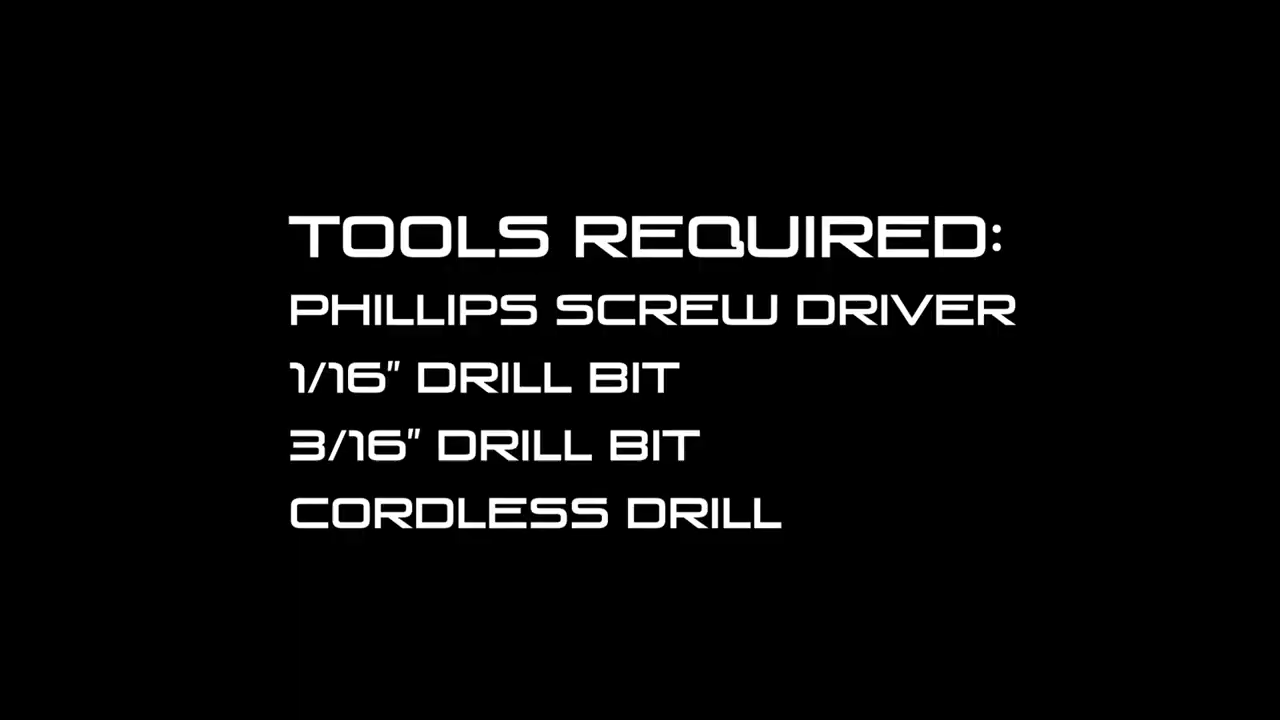 TOOLS REQUIRED:
PHILLIPS SCREW DRIVER
1/16" DRILL BIT
3/16" DRILL BIT
CORDLESS DRILL